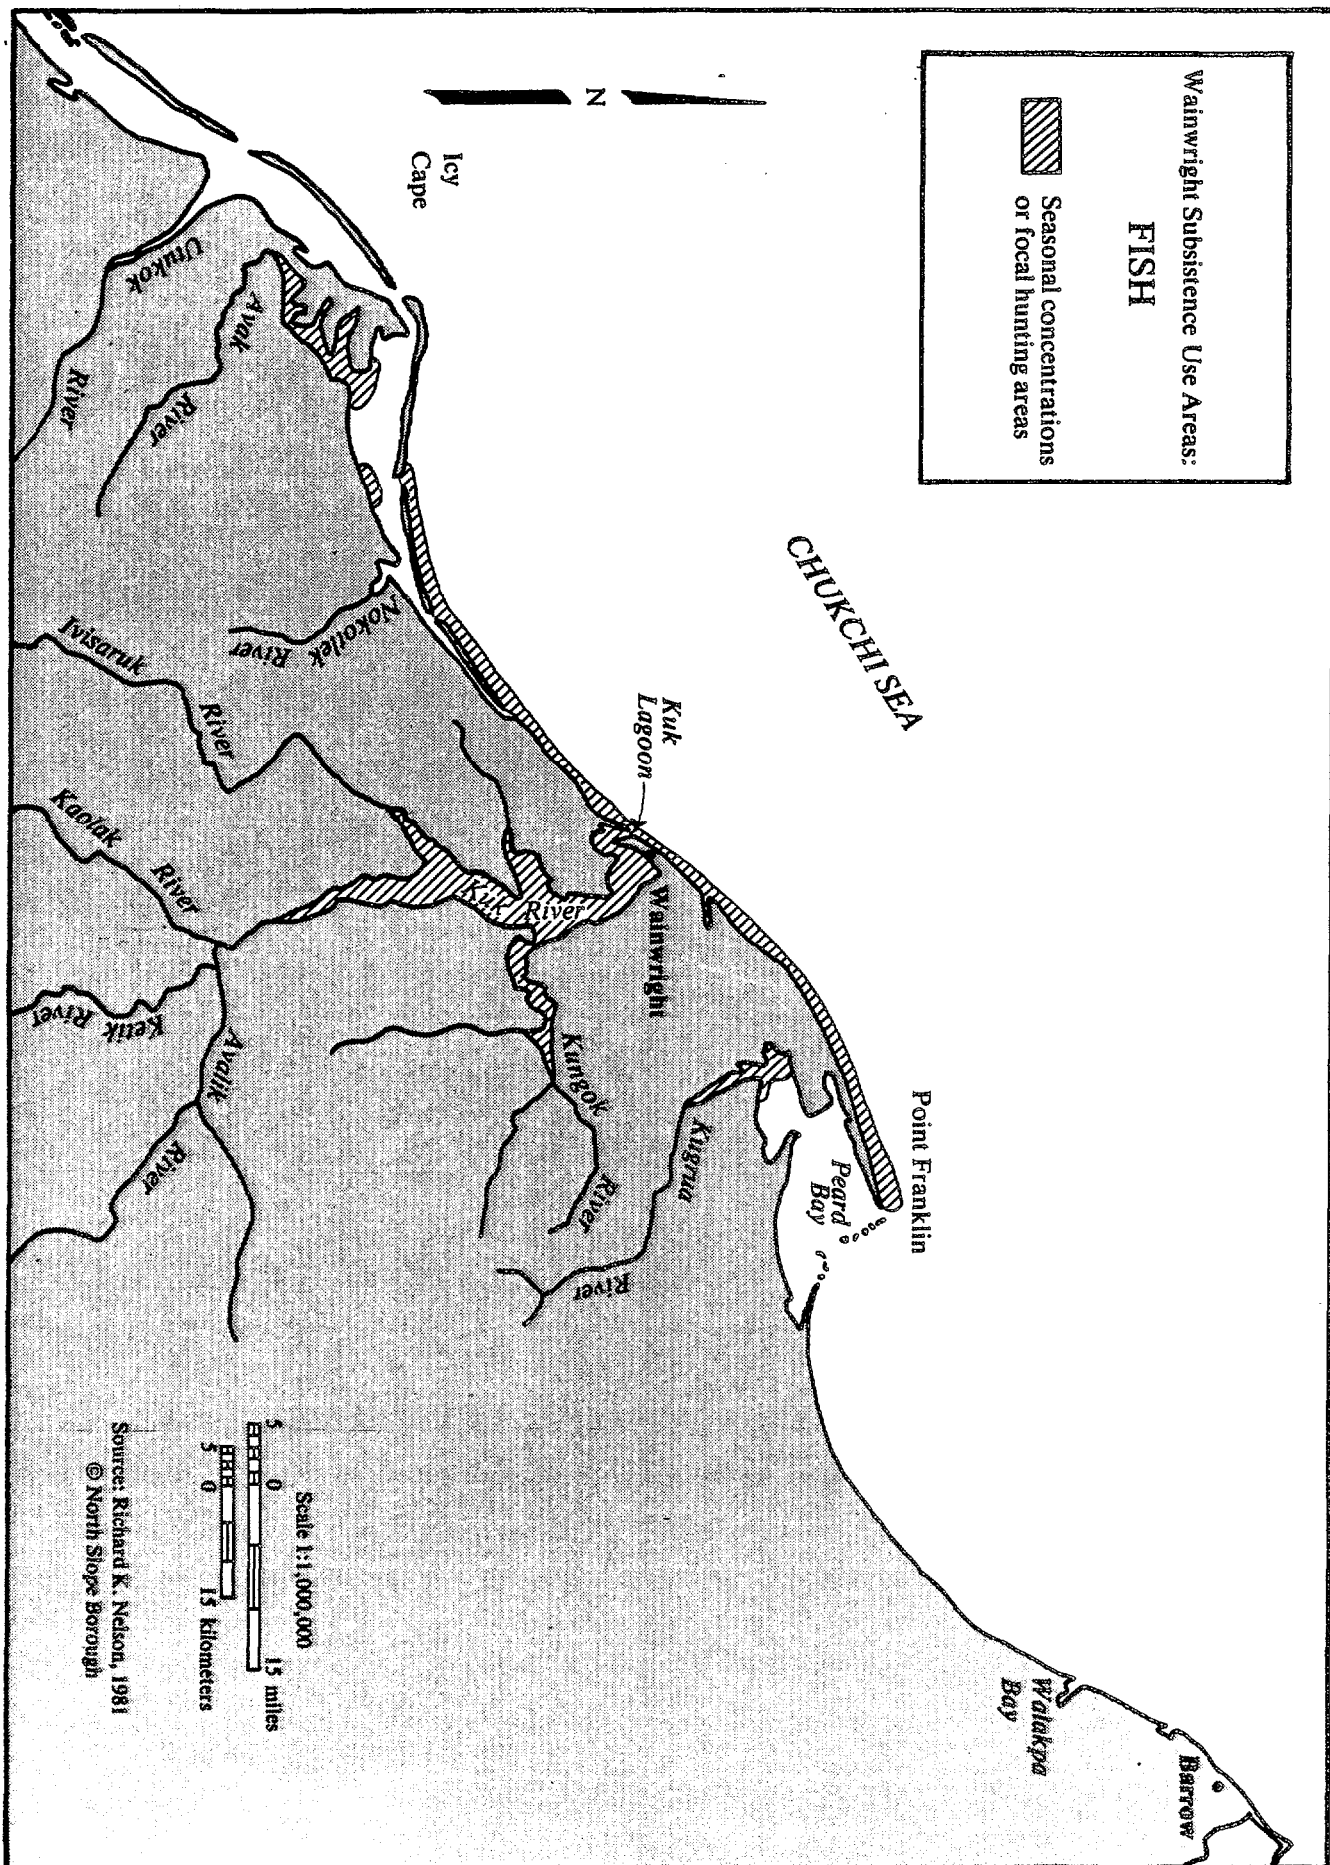 Wainwright Subsistence Use Areas:
FISH
Seasonal concentrations
or focal hunting areas
N
Icy
Cape
CHUKCHI SEA
Kuk
Lagoon
Point Franklin
Peard
Bay
Walakpa
Bay
Barrow
Wainwright
Utukok
River
Avak
River
Nokotlek
River
Ivisaruk
River
Kaolak
River
Ketik
River
Avalik
River
Kuk
River
Kungok
River
Kugrua
River
Scale 1:1,000,000
5 0 15 miles
5 0 15 kilometers
Source: Richard K. Nelson, 1981
© North Slope Borough